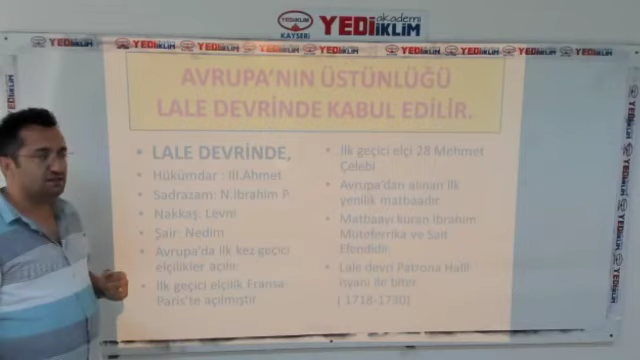 YEDİİKLİM
KAYSERİ
YEDİİKLİM
akademi
AVRUPA'NIN ÜSTÜNLÜĞÜ
LALE DEVRİNDE KABUL EDİLİR.
• LALE DEVRİNDE,
• Hükümdar : III.Ahmet
• Sadrazam: N.İbrahim P.
• Nakkaş: Levni
• Şair: Nedim
• Avrupa'da ilk kez geçici
elçilikler açılır.
• İlk geçici elçilik Fransa-
Paris'te açılmıştır
• İlk geçici elçi 28 Mehmet
Çelebi
• Avrupa'dan alınan ilk
yenilik matbaadır.
• Matbaayı kuran İbrahim
Müteferrika ve Sait
Efendidir.
• Lale devri Patrona Halil
isyanı ile biter.
( 1718-1730)